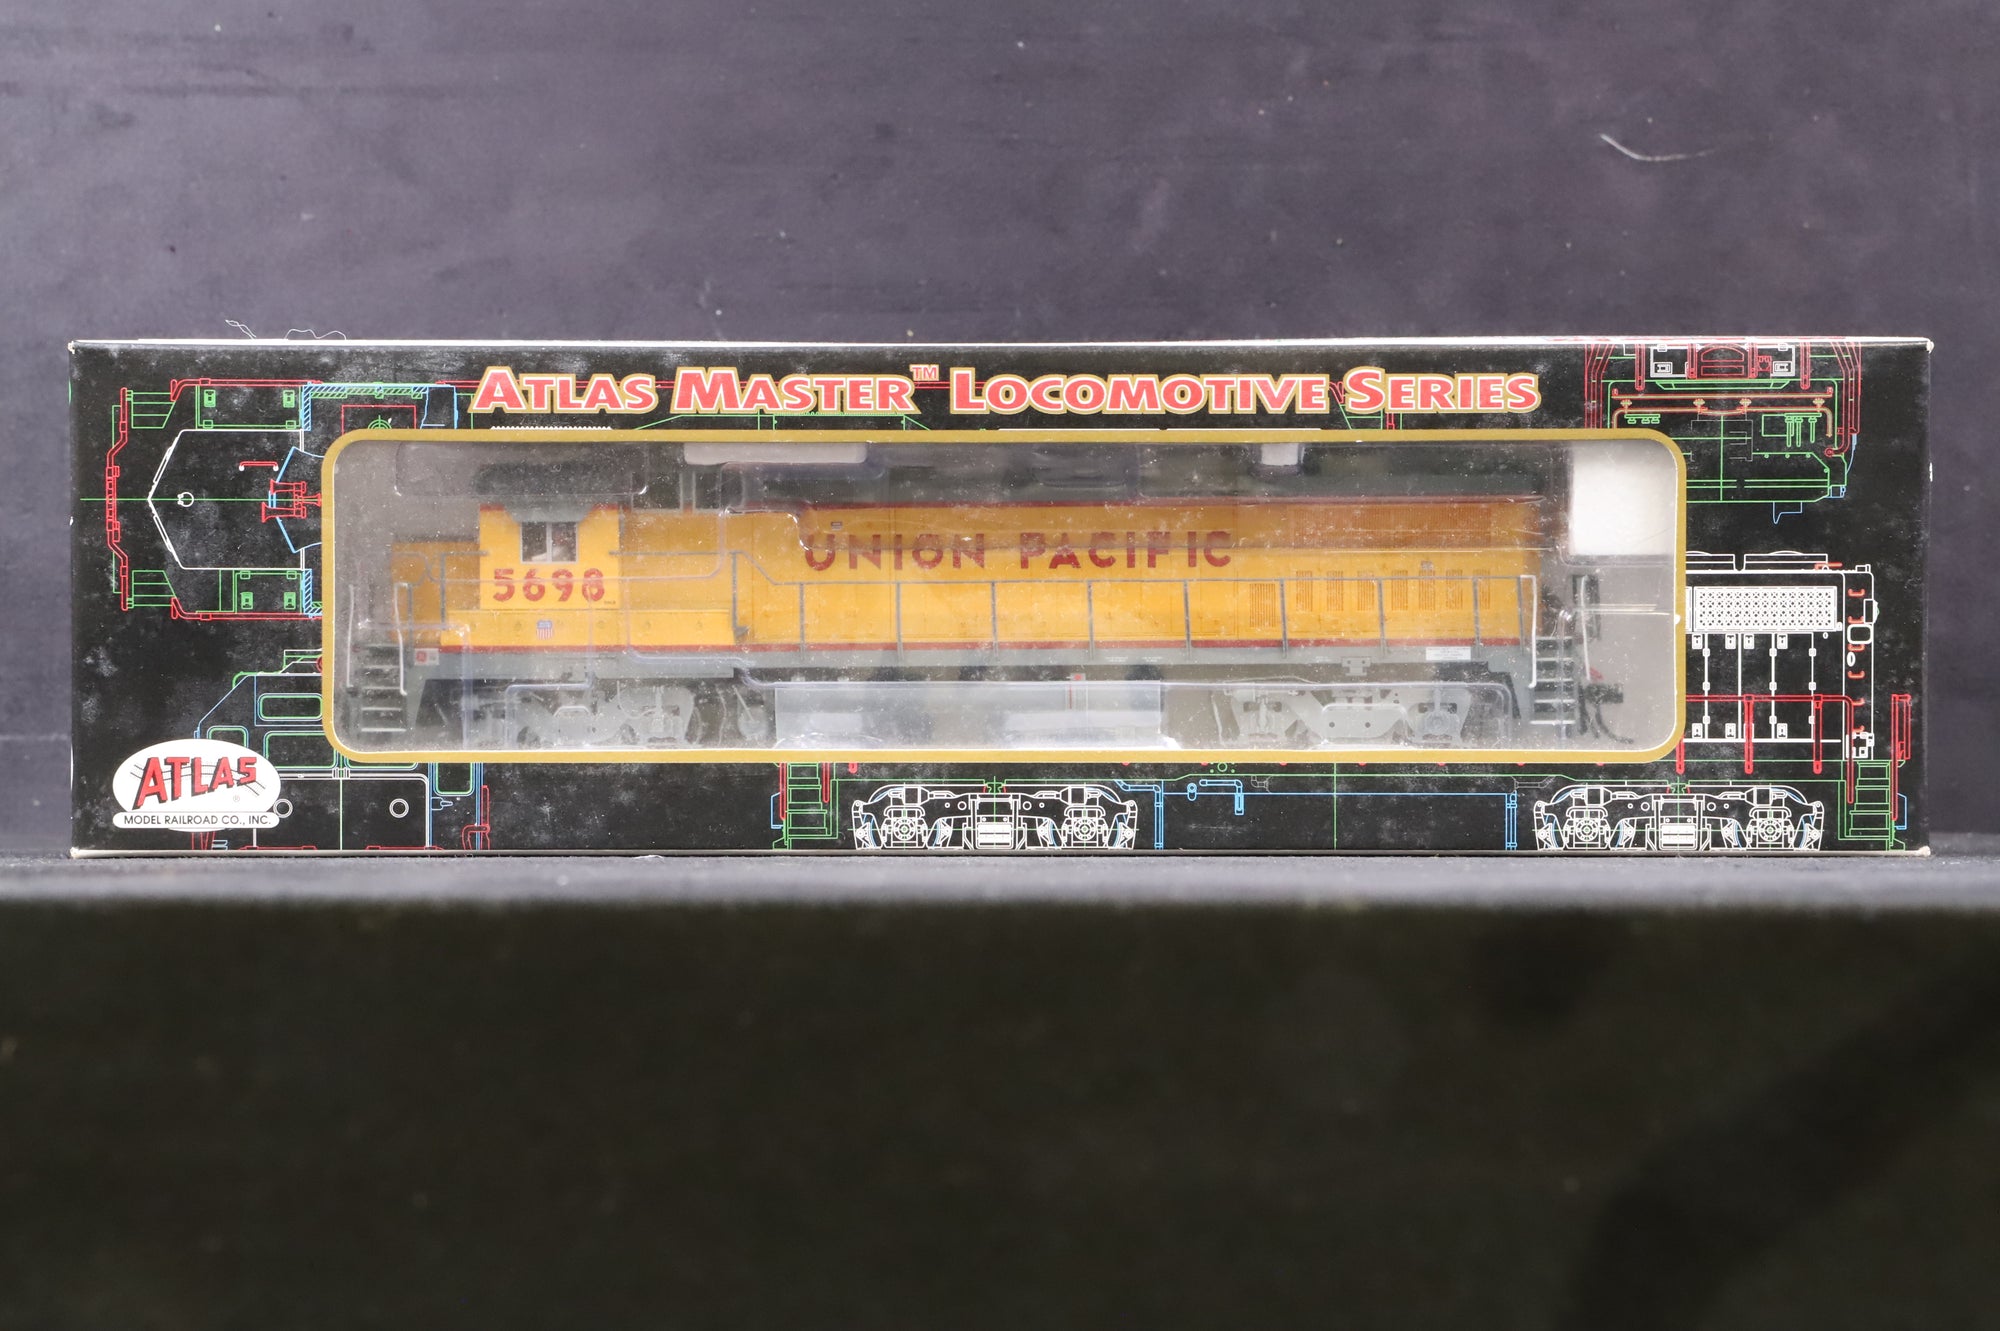 ATLAS MASTER™ LOCOMOTIVE SERIES
UNION PACIFIC
5698
ATLAS®
MODEL RAILROAD CO., INC.